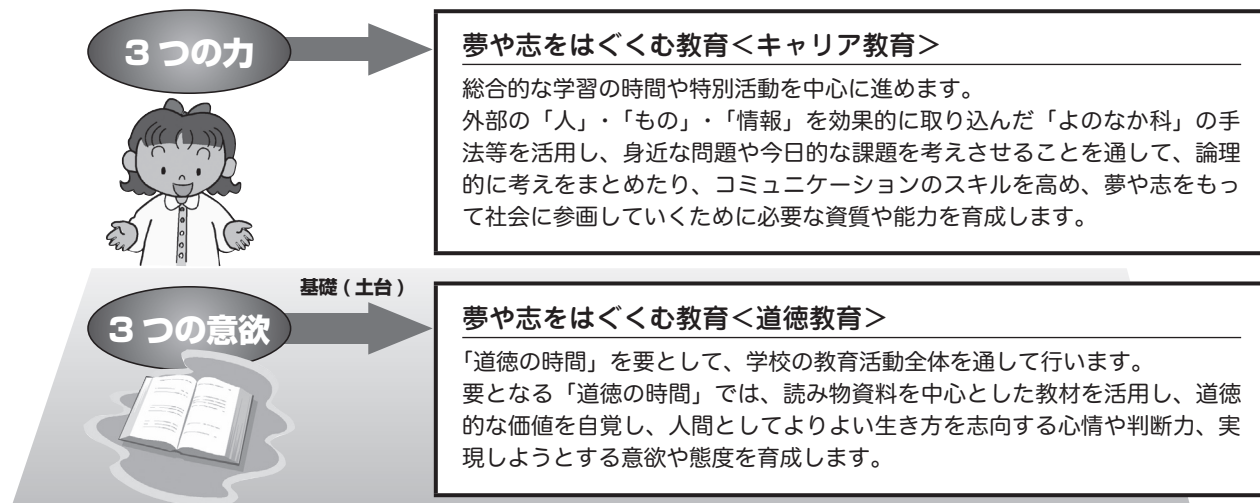 3つの力
夢や志をはぐくむ教育＜キャリア教育＞
総合的な学習の時間や特別活動を中心に進めます。
外部の「人」・「もの」・「情報」を効果的に取り込んだ「よのなか科」の手
法等を活用し、身近な問題や今日的な課題を考えさせることを通して、論理
的に考えをまとめたり、コミュニケーションのスキルを高め、夢や志をもっ
て社会に参画していくために必要な資質や能力を育成します。
基礎(土台)
3つの意欲
夢や志をはぐくむ教育＜道徳教育＞
「道徳の時間」を要として、学校の教育活動全体を通して行います。
要となる「道徳の時間」では、読み物資料を中心とした教材を活用し、道徳
的な価値を自覚し、人間としてよりよい生き方を志向する心情や判断力、実
現しようとする意欲や態度を育成します。